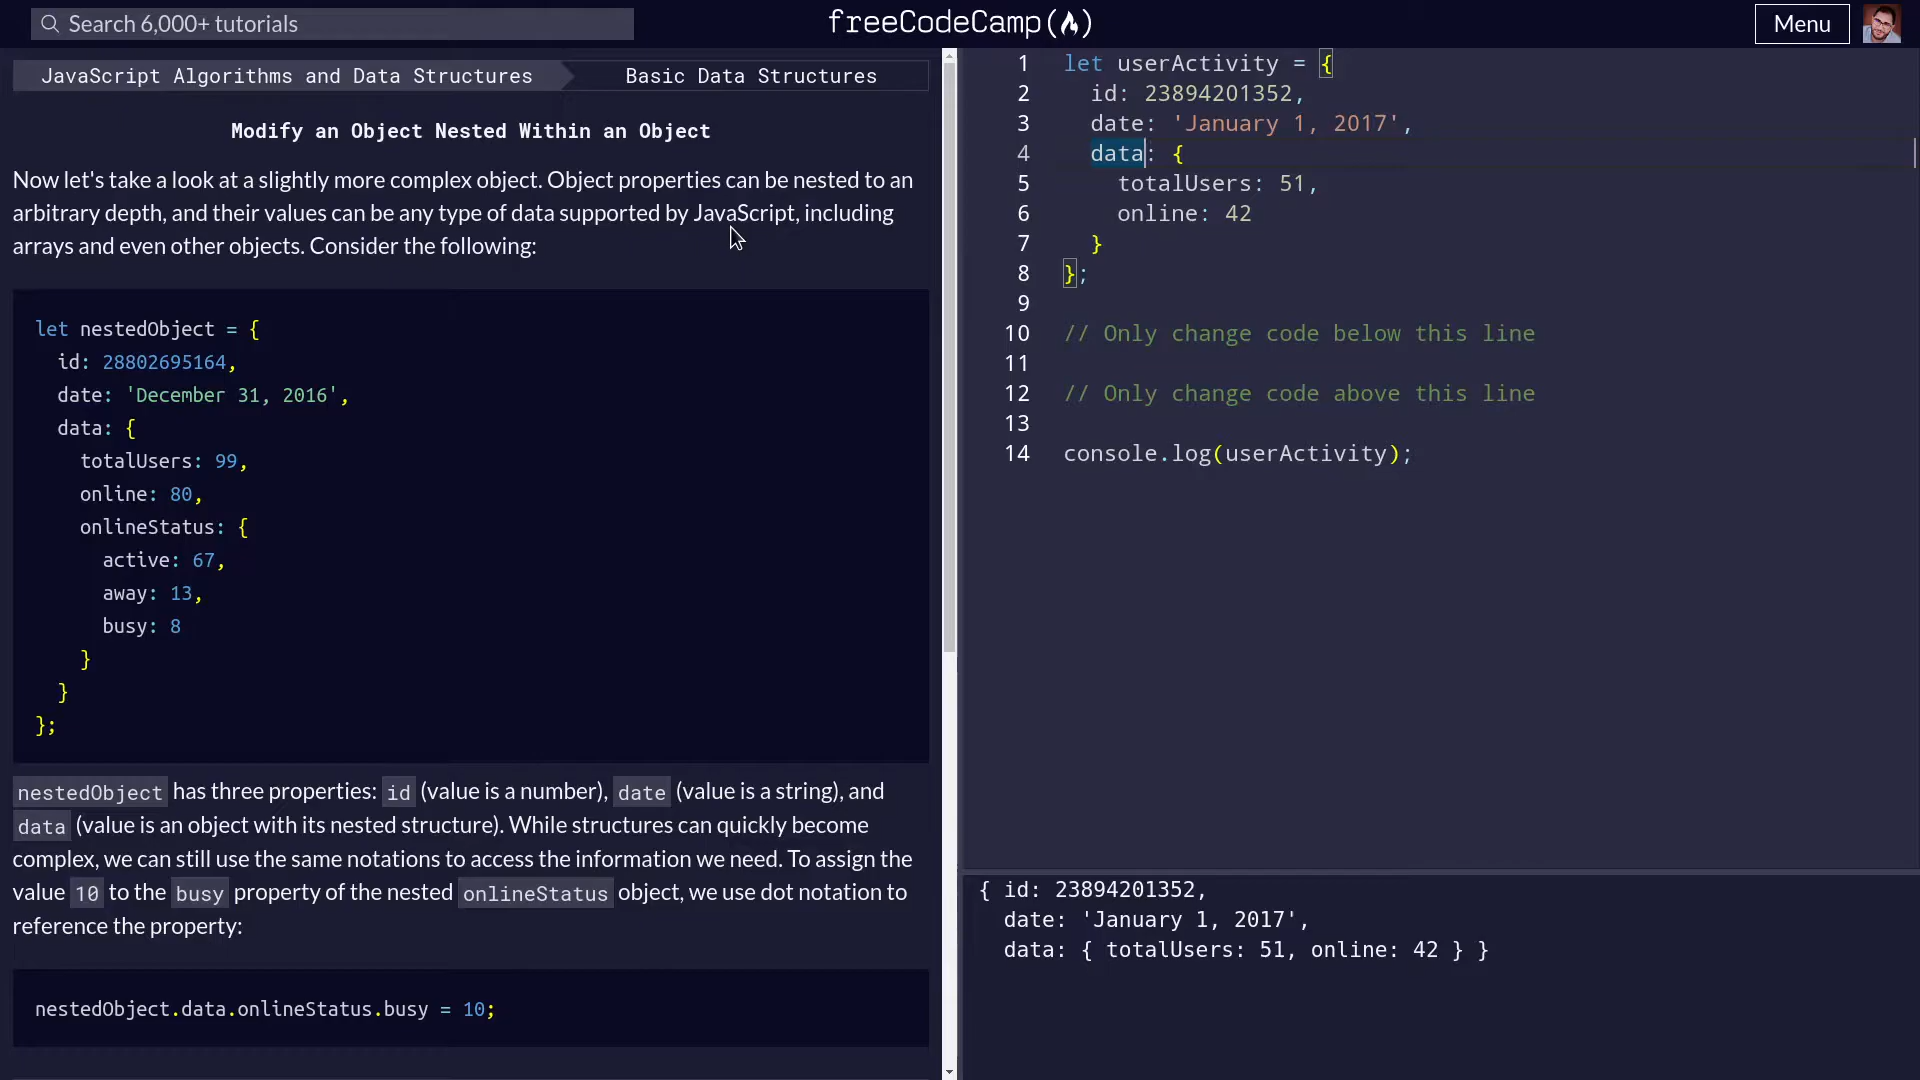 Search 6,000+ tutorials
freeCodeCamp(🔥)
Menu
JavaScript Algorithms and Data Structures
Basic Data Structures
Modify an Object Nested Within an Object
Now let's take a look at a slightly more complex object. Object properties can be nested to an
arbitrary depth, and their values can be any type of data supported by JavaScript, including
arrays and even other objects. Consider the following:
let nestedObject = {
  id: 28802695164,
  date: 'December 31, 2016',
  data: {
    totalUsers: 99,
    online: 80,
    onlineStatus: {
      active: 67,
      away: 13,
      busy: 8
    }
  }
};
nestedObject has three properties: id (value is a number), date (value is a string), and
data (value is an object with its nested structure). While structures can quickly become
complex, we can still use the same notations to access the information we need. To assign the
value 10 to the busy property of the nested onlineStatus object, we use dot notation to
reference the property:
nestedObject.data.onlineStatus.busy = 10;
1 let userActivity = {
2   id: 23894201352,
3   date: 'January 1, 2017',
4   data: {
5     totalUsers: 51,
6     online: 42
7   }
8 };
9
10 // Only change code below this line
11
12 // Only change code above this line
13
14 console.log(userActivity);
{ id: 23894201352,
  date: 'January 1, 2017',
  data: { totalUsers: 51, online: 42 } }